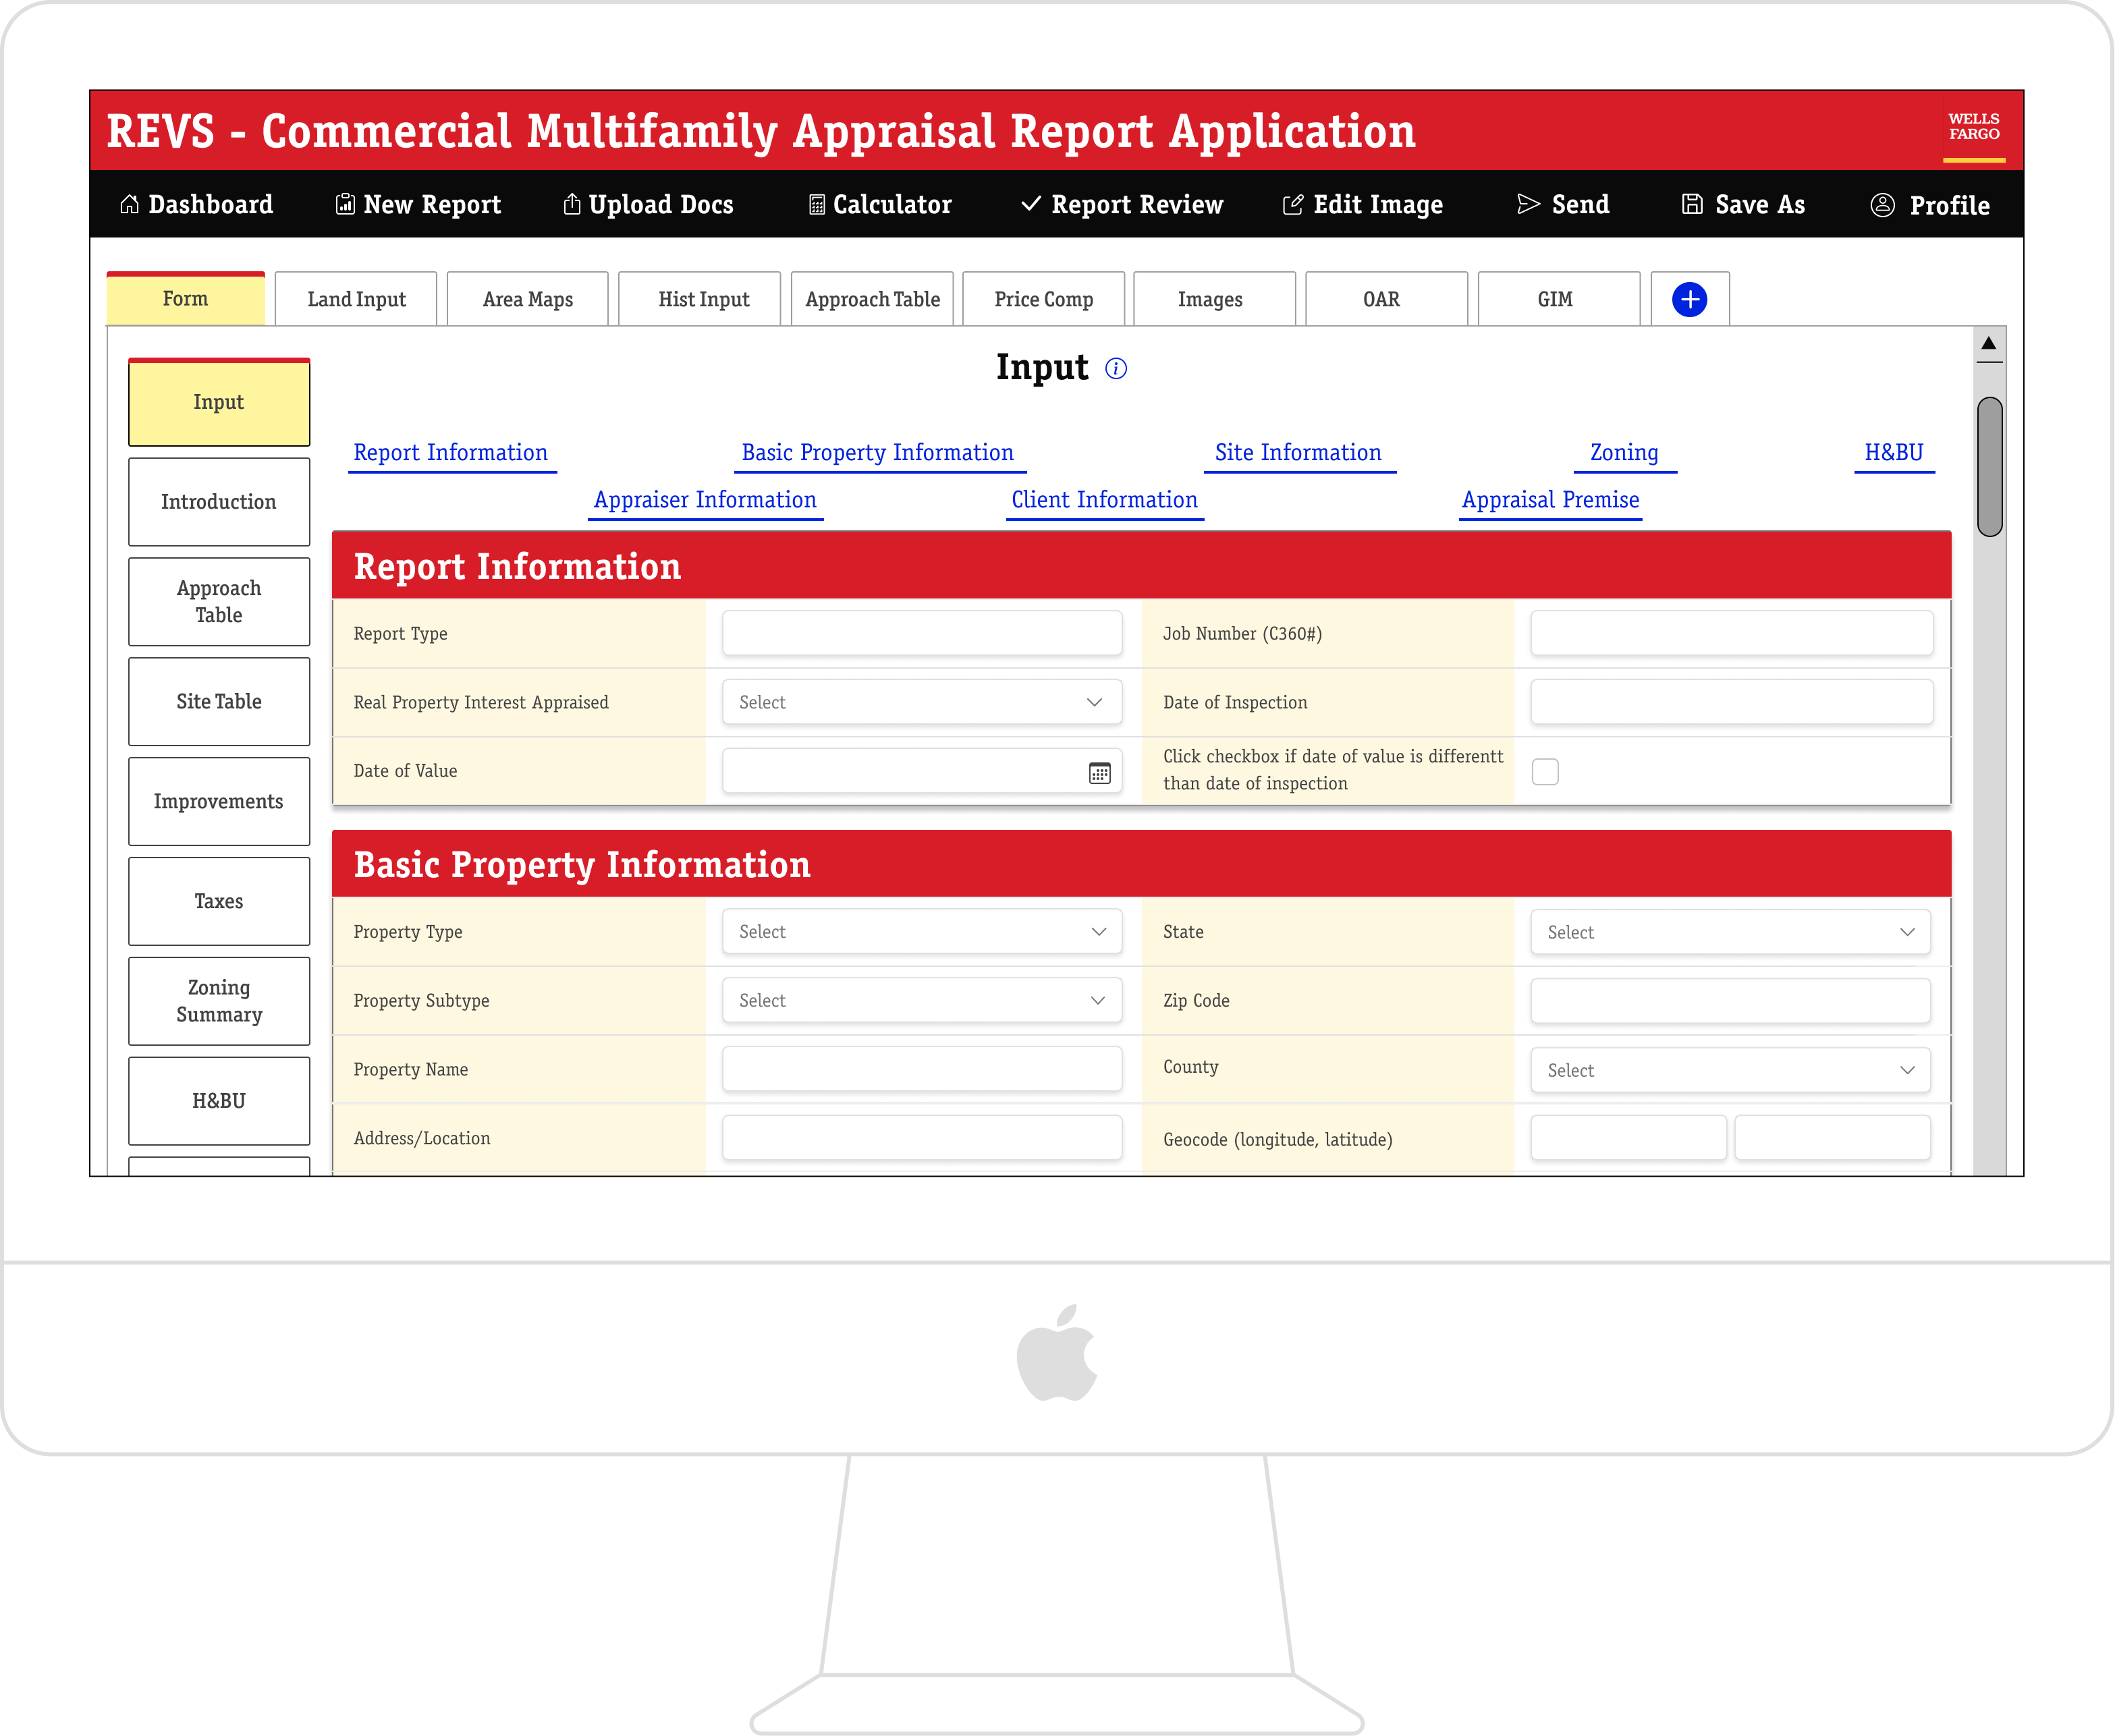 REVS - Commercial Multifamily Appraisal Report Application
WELLS
FARGO
Dashboard
New Report
Upload Docs
Calculator
Report Review
Edit Image
Send
Save As
Profile
Form
Land Input
Area Maps
Hist Input
Approach Table
Price Comp
Images
OAR
GIM
Input
Introduction
Approach
Table
Site Table
Improvements
Taxes
Zoning
Summary
H&BU
Input
Report Information
Basic Property Information
Site Information
Zoning
H&BU
Appraiser Information
Client Information
Appraisal Premise
Report Information
Report Type
Job Number (C360#)
Real Property Interest Appraised
Select
Date of Inspection
Date of Value
Click checkbox if date of value is differentt
than date of inspection
Basic Property Information
Property Type
Select
State
Select
Property Subtype
Select
Zip Code
Property Name
County
Select
Address/Location
Geocode (longitude, latitude)